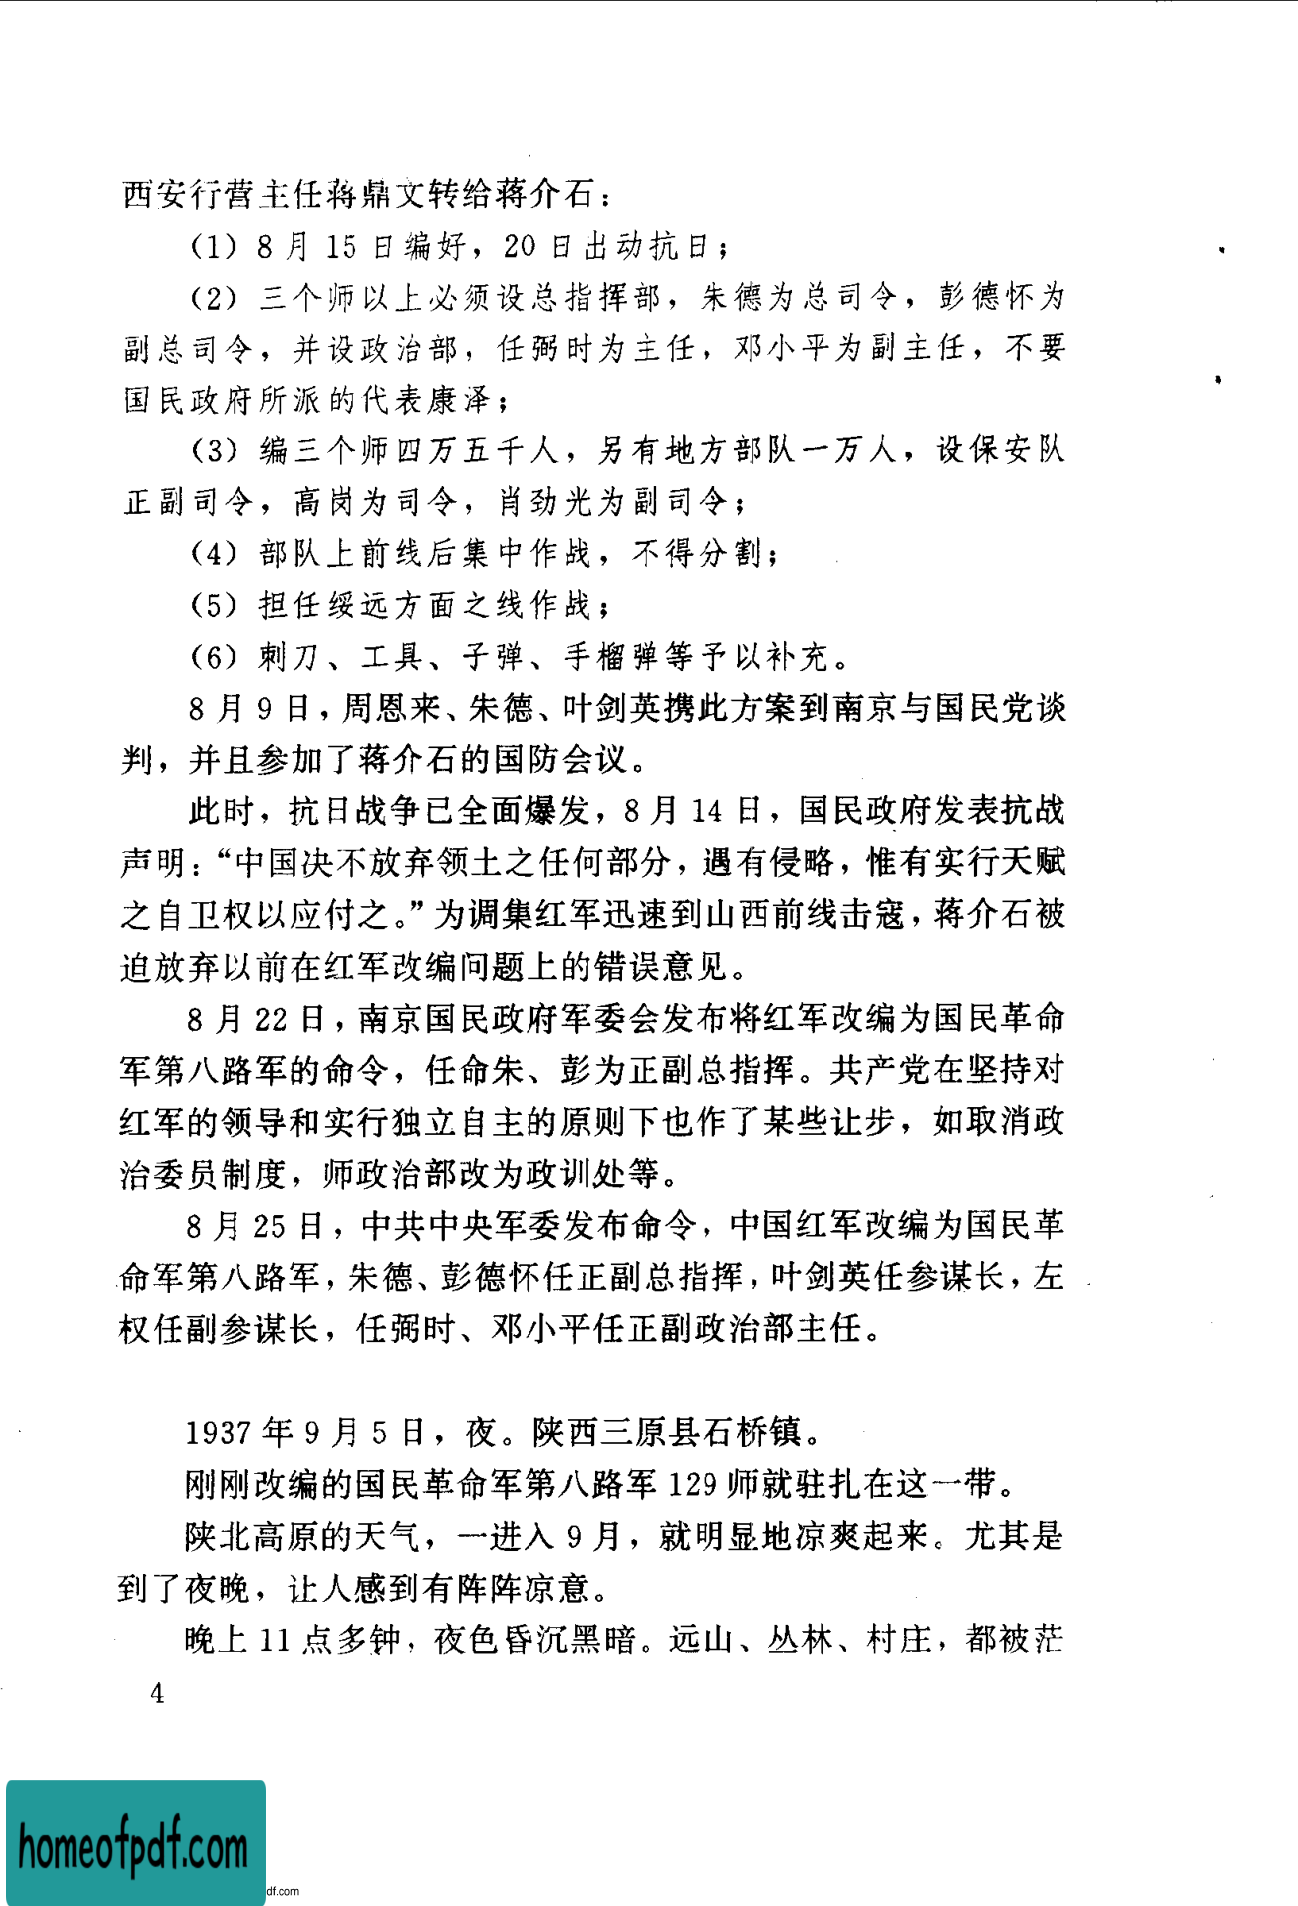 西安行营主任蒋鼎文转给蒋介石：
（1）8月15日编好，20日出动抗日；
（2）三个师以上必须设总指挥部，朱德为总司令，彭德怀为
副总司令，并设政治部，任弼时为主任，邓小平为副主任，不要
国民政府所派的代表康泽；
（3）编三个师四万五千人，另有地方部队一万人，设保安队
正副司令，高岗为司令，肖劲光为副司令；
（4）部队上前线后集中作战，不得分割；
（5）担任绥远方面之线作战；
（6）刺刀、工具、子弹、手榴弹等予以补充。
8月9日，周恩来、朱德、叶剑英携此方案到南京与国民党谈
判，并且参加了蒋介石的国防会议。
此时，抗日战争已全面爆发，8月14日，国民政府发表抗战
声明：“中国决不放弃领土之任何部分，遇有侵略，惟有实行天赋
之自卫权以应付之。”为调集红军迅速到山西前线击寇，蒋介石被
迫放弃以前在红军改编问题上的错误意见。
8月22日，南京国民政府军委会发布将红军改编为国民革命
军第八路军的命令，任命朱、彭为正副总指挥。共产党在坚持对
红军的领导和实行独立自主的原则下也作了某些让步，如取消政
治委员制度，师政治部改为政训处等。
8月25日，中共中央军委发布命令，中国红军改编为国民革
命军第八路军，朱德、彭德怀任正副总指挥，叶剑英任参谋长，左
权任副参谋长，任弼时、邓小平任正副政治部主任。
1937年9月5日，夜。陕西三原县石桥镇。
刚刚改编的国民革命军第八路军129师就驻扎在这一带。
陕北高原的天气，一进入9月，就明显地凉爽起来。尤其是
到了夜晚，让人感到有阵阵凉意。
晚上11点多钟，夜色昏沉黑暗。远山、丛林、村庄，都被茫
4
homeofpdf.com
df.com